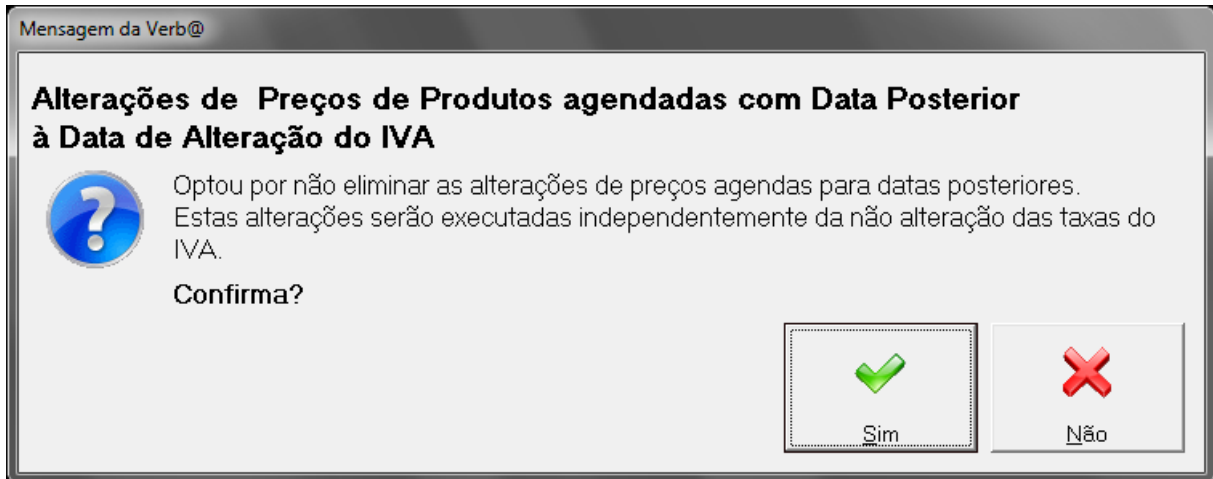 Mensagem da Verb@
Alterações de  Preços de Produtos agendadas com Data Posterior
à Data de Alteração do IVA
Optou por não eliminar as alterações de preços agendas para datas posteriores.
Estas alterações serão executadas independentemente da não alteração das taxas do
IVA.
Confirma?
Sim
Não